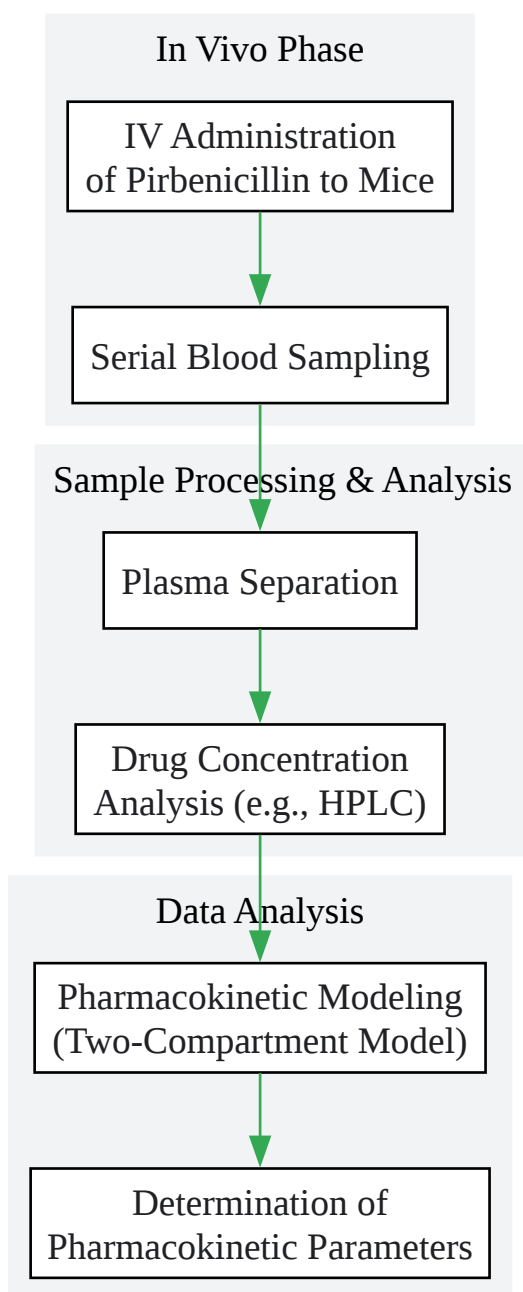 In Vivo Phase
IV Administration
of Pirbenicillin to Mice
Serial Blood Sampling
Sample Processing & Analysis
Plasma Separation
Drug Concentration
Analysis (e.g., HPLC)
Data Analysis
Pharmacokinetic Modeling
(Two-Compartment Model)
Determination of
Pharmacokinetic Parameters